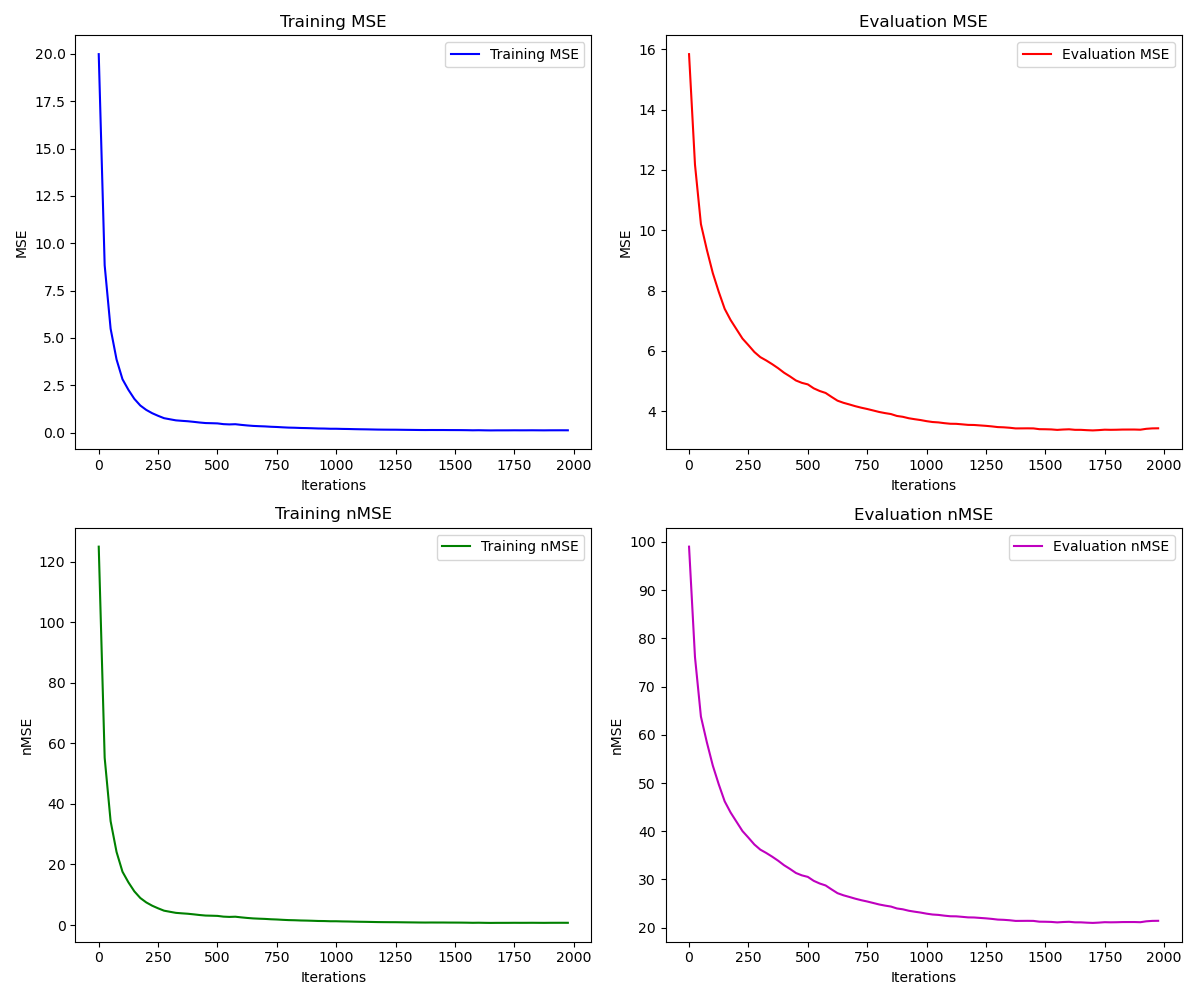 Training MSE
Training MSE
20.0
17.5
15.0
12.5
10.0
7.5
5.0
2.5
0.0
MSE
0 250 500 750 1000 1250 1500 1750 2000
Iterations
Evaluation MSE
Evaluation MSE
16
14
12
10
8
6
4
MSE
0 250 500 750 1000 1250 1500 1750 2000
Iterations
Training nMSE
Training nMSE
120
100
80
60
40
20
0
nMSE
0 250 500 750 1000 1250 1500 1750 2000
Iterations
Evaluation nMSE
Evaluation nMSE
100
90
80
70
60
50
40
30
20
nMSE
0 250 500 750 1000 1250 1500 1750 2000
Iterations